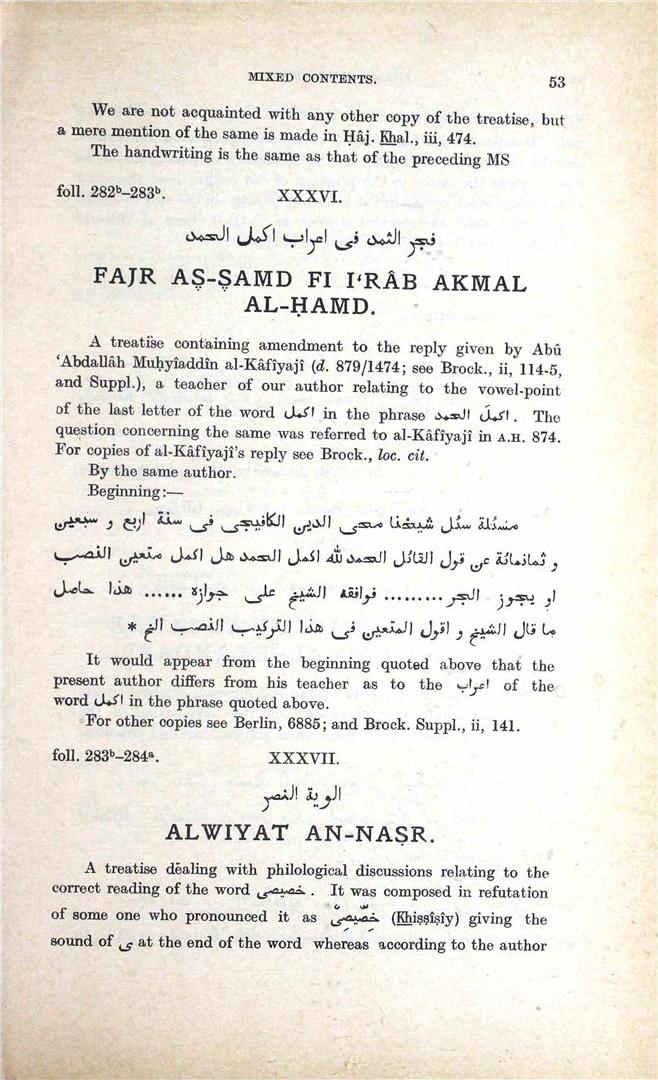 MIXED CONTENTS. 53
We are not acquainted with any other copy of the treatise, but
a mere mention of the same is made in Ḥâj. Khal., iii, 474.
The handwriting is the same as that of the preceding MS
foll. 282ᵇ–283ᵇ. XXXVI.
فجر الثمد فى اعراب اكمل الحمد
FAJR AṢ-ṢAMD FI I‘RÂB AKMAL
AL-ḤAMD.
A treatise containing amendment to the reply given by Abû
‘Abdallâh Muḥyîaddîn al-Kâfîyajî (d. 879/1474; see Brock., ii, 114-5,
and Suppl.), a teacher of our author relating to the vowel-point
of the last letter of the word اكمل in the phrase اكملَ الحمد. The
question concerning the same was referred to al-Kâfîyajî in A.H. 874.
For copies of al-Kâfîyajî's reply see Brock., loc. cit.
By the same author.
Beginning:—
مسئلة سئل شيخنا محى الدين الكافيجى فى سنة اربع و سبعين
و ثمانمائة عن قول القائل الحمد لله اكمل الحمد هل اكمل متعين النصب
او يجوز الجر ......... فوافقه الشيخ على جوازه ...... هذا حاصل
ما قال الشيخ و اقول المتعين فى هذا التركيب النصب الخ *
It would appear from the beginning quoted above that the
present author differs from his teacher as to the اعراب of the
word اكمل in the phrase quoted above.
For other copies see Berlin, 6885; and Brock. Suppl., ii, 141.
foll. 283ᵇ–284ᵃ. XXXVII.
الوية النصر
ALWIYAT AN-NAṢR.
A treatise dealing with philological discussions relating to the
correct reading of the word خصيصى. It was composed in refutation
of some one who pronounced it as خِصِّيصِىْ (Khiṣṣîṣîy) giving the
sound of ى at the end of the word whereas according to the author